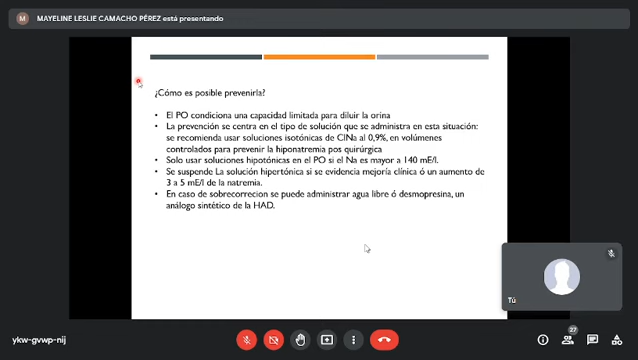 M MAYELINE LESLIE CAMACHO PÉREZ está presentando
¿Cómo es posible prevenirla?
• El PO condiciona una capacidad limitada para diluir la orina
• La prevención se centra en el tipo de solución que se administra en esta situación:
se recomienda usar soluciones isotónicas de ClNa al 0,9%, en volúmenes
controlados para prevenir la hiponatremia pos quirúrgica
• Solo usar soluciones hipotónicas en el PO si el Na es mayor a 140 mE/l.
• Se suspende La solución hipertónica si se evidencia mejoría clínica ó un aumento de
3 a 5 mE/l de la natremia.
• En caso de sobrecorreccion se puede administrar agua libre ó desmopresina, un
análogo sintético de la HAD.
Tú
ykw-gvwp-nij
27